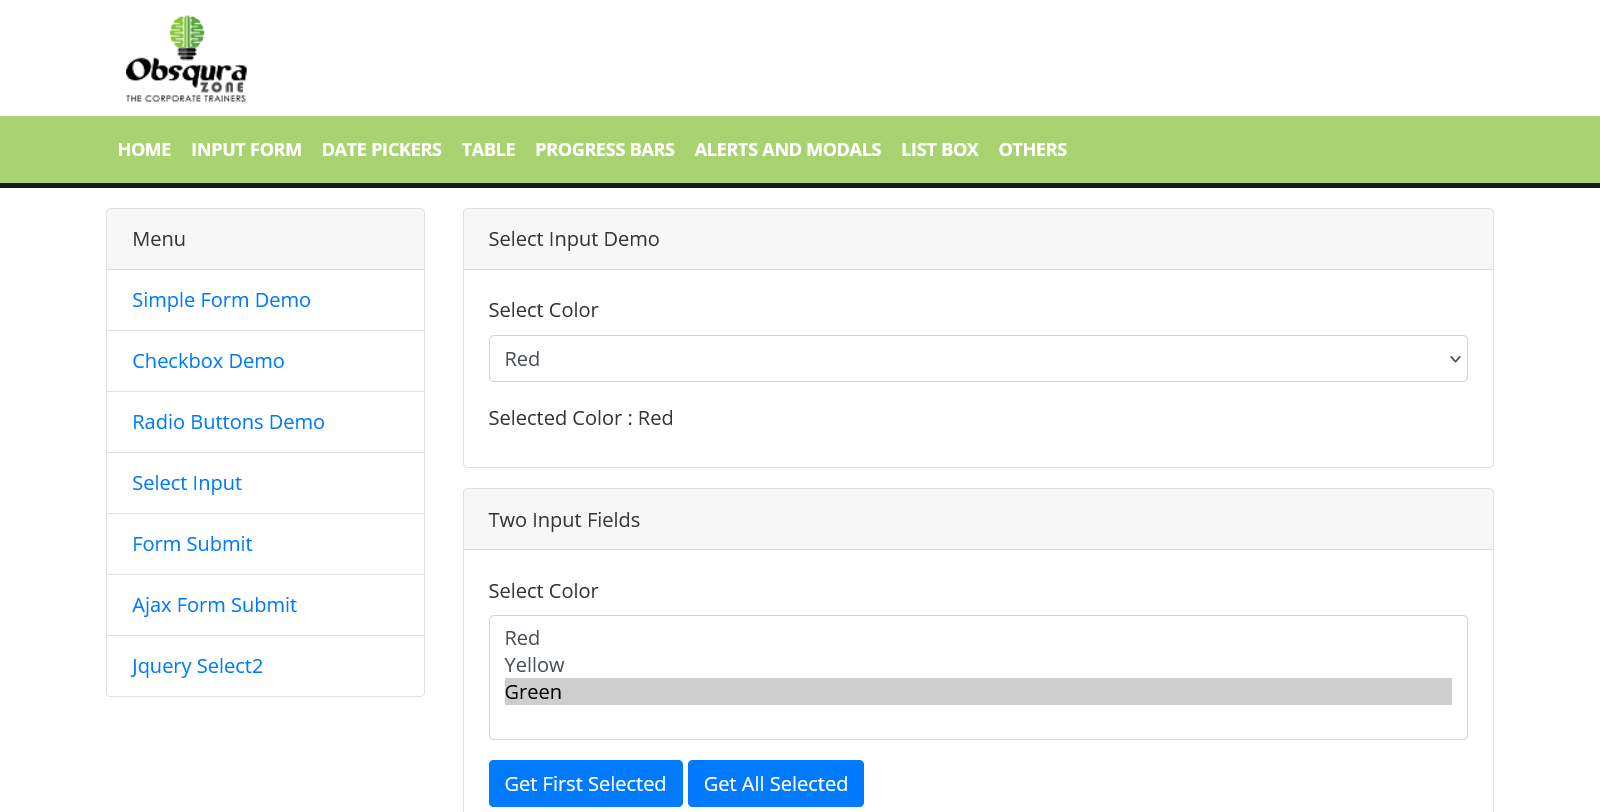 Obsqura
ZONE
THE CORPORATE TRAINERS
HOME INPUT FORM DATE PICKERS TABLE PROGRESS BARS ALERTS AND MODALS LIST BOX OTHERS
Menu
Simple Form Demo
Checkbox Demo
Radio Buttons Demo
Select Input
Form Submit
Ajax Form Submit
Jquery Select2
Select Input Demo
Select Color
Red
Selected Color : Red
Two Input Fields
Select Color
Red
Yellow
Green
Get First Selected Get All Selected